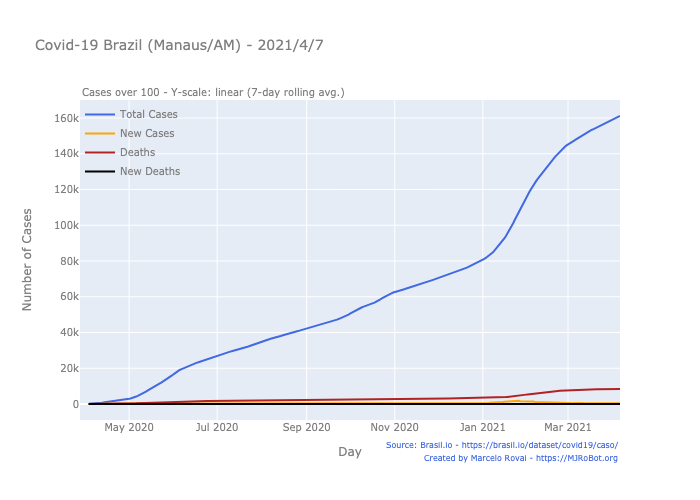 Covid-19 Brazil (Manaus/AM) - 2021/4/7
Cases over 100 - Y-scale: linear (7-day rolling avg.)
Total Cases
New Cases
Deaths
New Deaths
160k
140k
120k
100k
80k
60k
40k
20k
0
Number of Cases
May 2020 Jul 2020 Sep 2020 Nov 2020 Jan 2021 Mar 2021
Day
Source: Brasil.io - https://brasil.io/dataset/covid19/caso/
Created by Marcelo Rovai - https://MJRoBot.org